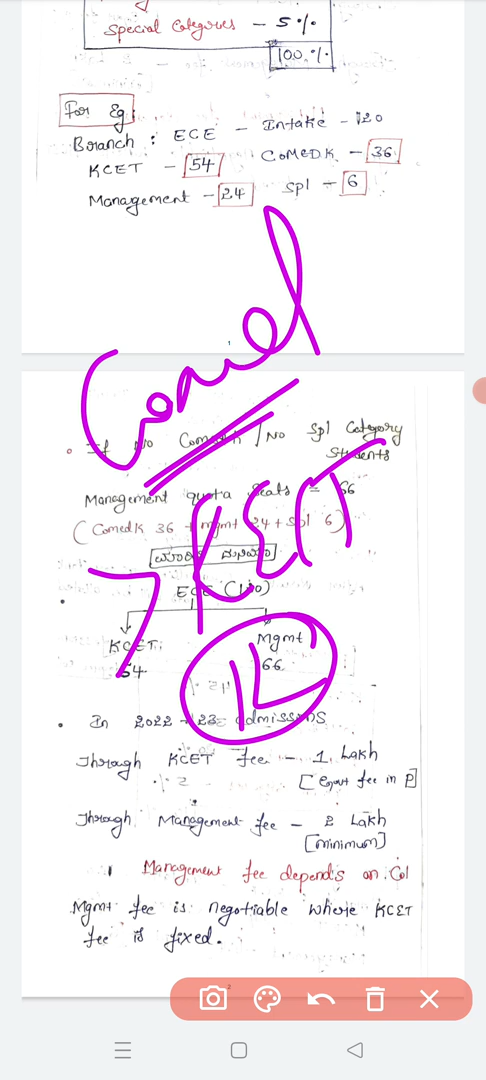 Special Categories - 5 %
100 %
For Eg:
Branch : ECE - Intake - 120
KCET - 54 COMEDK - 36
Management - 24 Spl - 6
1
Comed
If No Comedk / No Spl Category
Students
Management quota Seats = 66
(Comedk 36 + mgmt 24 + Spl 6)
KCET
ECE (120)
KCET: Mgmt
54 66
12
In 2022 - 23 admissions
Through KCET fee - 1 Lakh
[Govt fee in
Through Management fee - 2 Lakh
[minimum]
Management fee depends on Col
Mgmt fee is negotiable where KCET
fee is fixed.
2